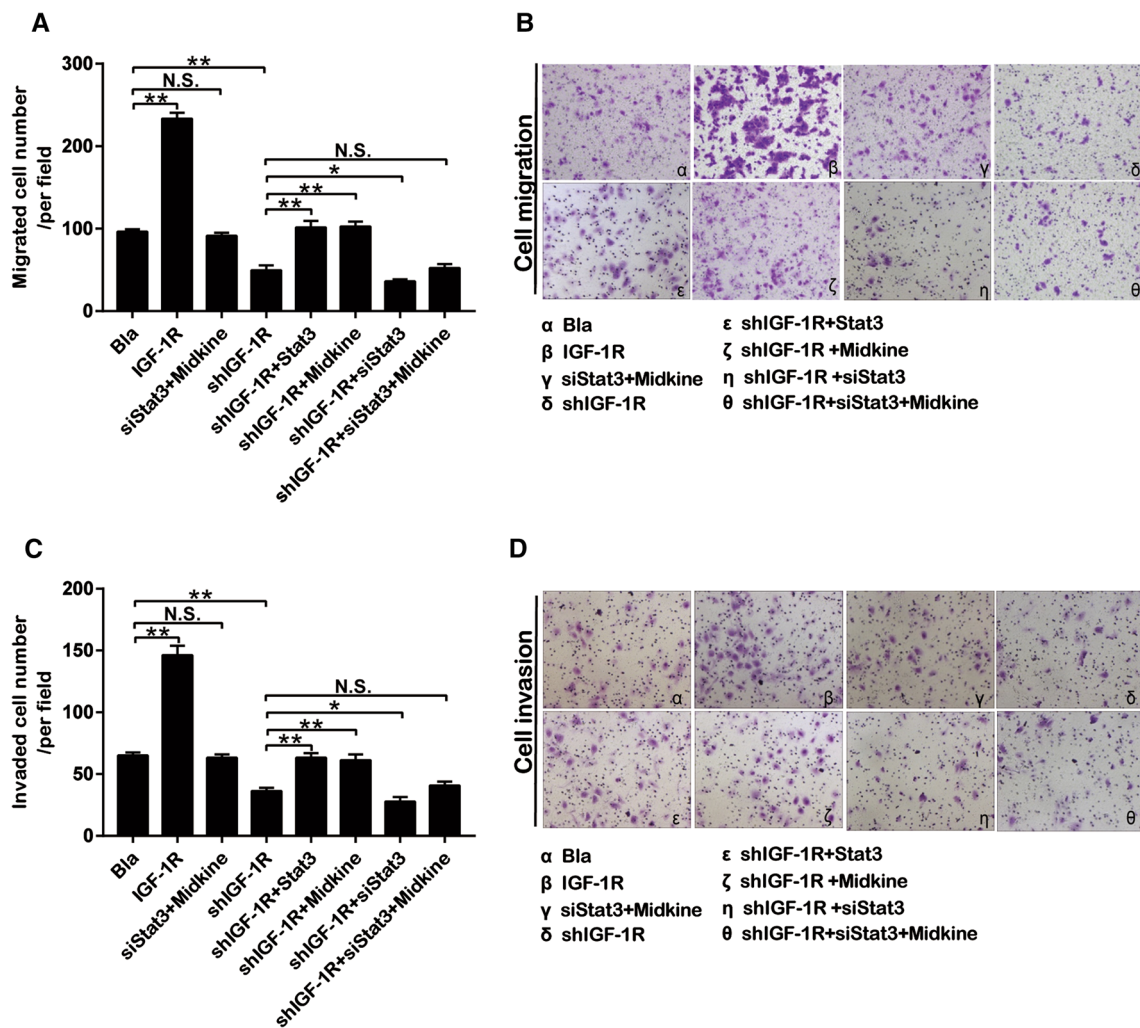 A
300
200
100
0
Migrated cell number
/per field
**
N.S.
**
N.S.
*
**
**
Bla
IGF-1R
siStat3+Midkine
shIGF-1R
shIGF-1R+Stat3
shIGF-1R+Midkine
shIGF-1R+siStat3
shIGF-1R+siStat3+Midkine
B
Cell migration
α
β
γ
δ
ε
ζ
η
θ
α Bla
β IGF-1R
γ siStat3+Midkine
δ shIGF-1R
ε shIGF-1R+Stat3
ζ shIGF-1R +Midkine
η shIGF-1R +siStat3
θ shIGF-1R+siStat3+Midkine
C
200
150
100
50
0
Invaded cell number
/per field
**
N.S.
**
N.S.
*
**
**
Bla
IGF-1R
siStat3+Midkine
shIGF-1R
shIGF-1R+Stat3
shIGF-1R+Midkine
shIGF-1R+siStat3
shIGF-1R+siStat3+Midkine
D
Cell invasion
α
β
γ
δ
ε
ζ
η
θ
α Bla
β IGF-1R
γ siStat3+Midkine
δ shIGF-1R
ε shIGF-1R+Stat3
ζ shIGF-1R +Midkine
η shIGF-1R +siStat3
θ shIGF-1R+siStat3+Midkine